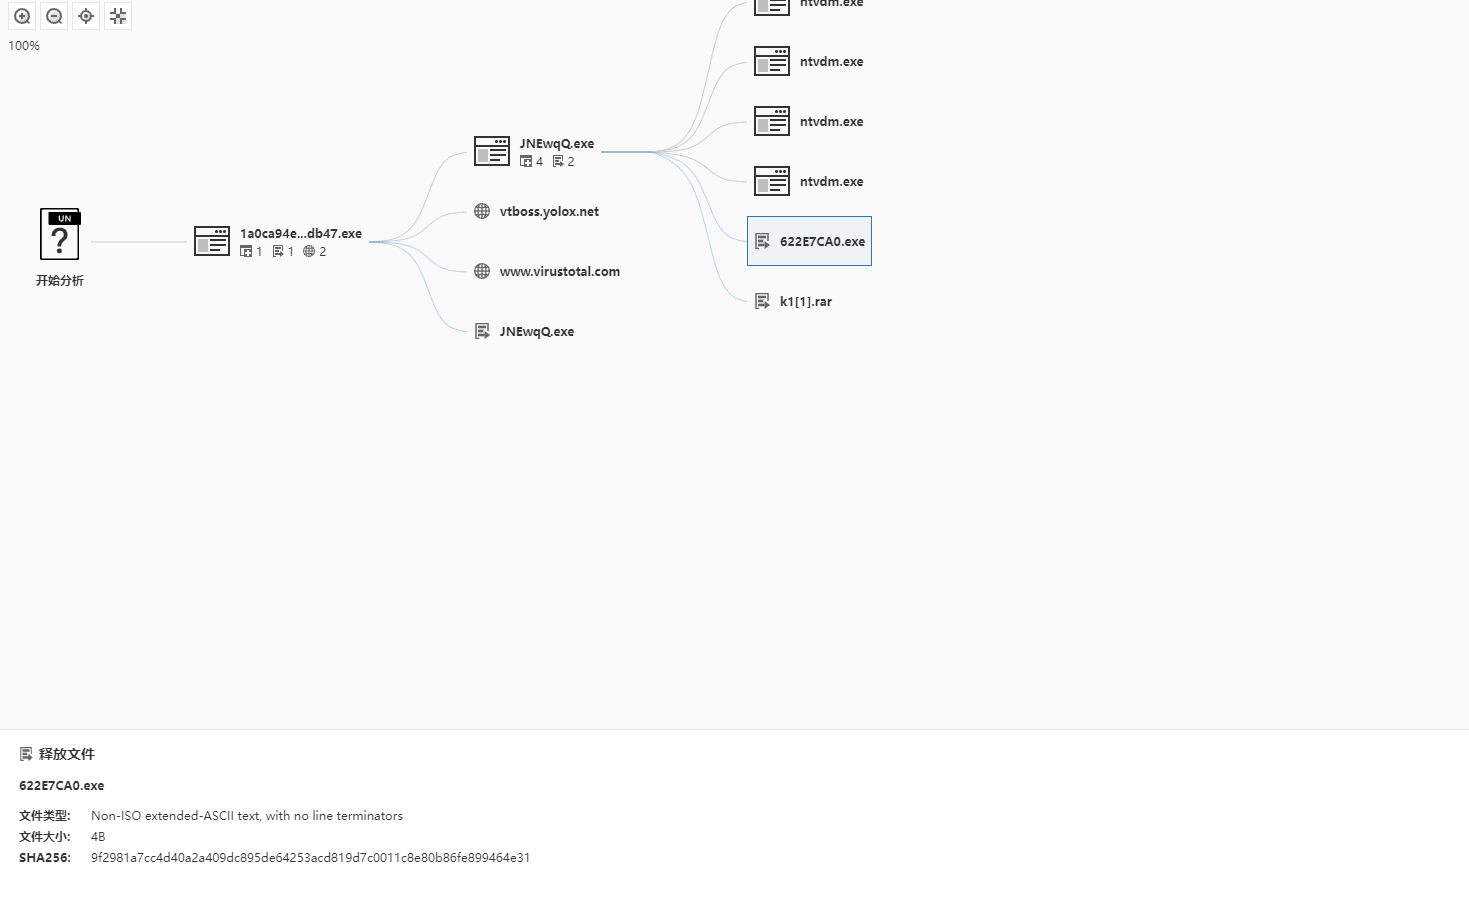 100%
UN
开始分析
1a0ca94e...db47.exe
1 1 2
JNEwqQ.exe
4 2
vtboss.yolox.net
www.virustotal.com
JNEwqQ.exe
ntvdm.exe
ntvdm.exe
ntvdm.exe
ntvdm.exe
622E7CA0.exe
k1[1].rar
释放文件
622E7CA0.exe
文件类型: Non-ISO extended-ASCII text, with no line terminators
文件大小: 4B
SHA256: 9f2981a7cc4d40a2a409dc895de64253acd819d7c0011c8e80b86fe899464e31